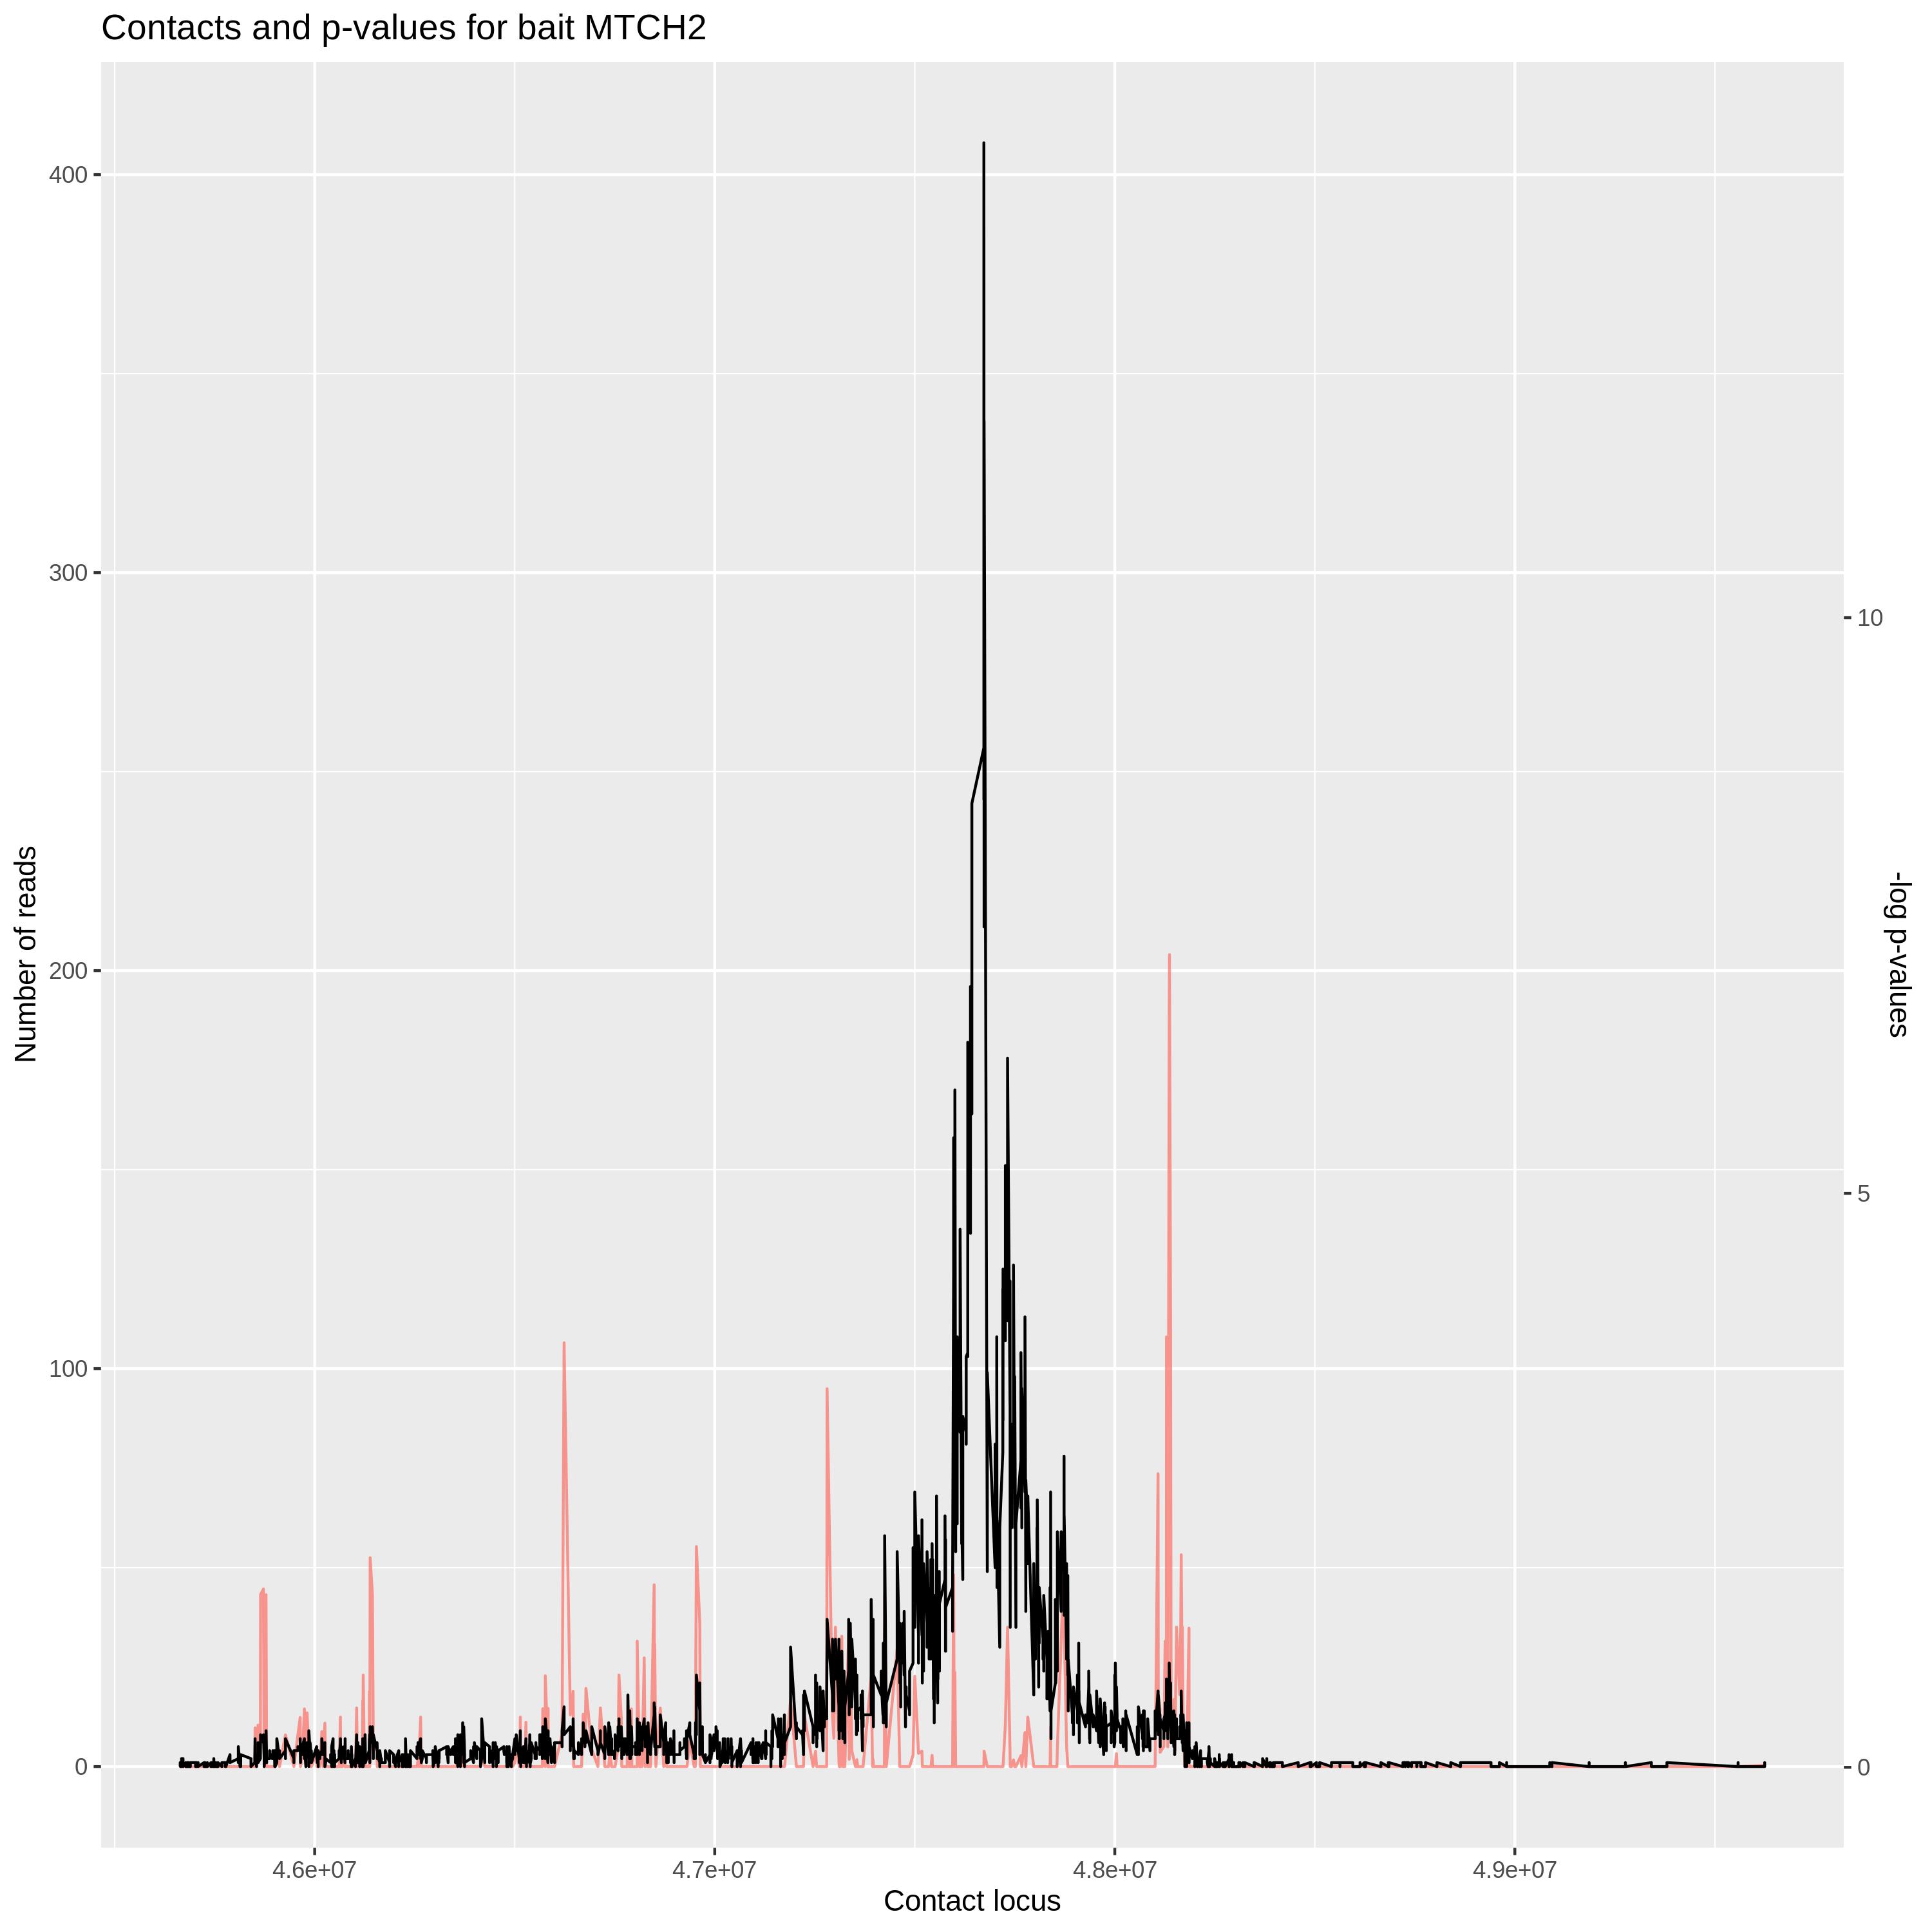 Contacts and p-values for bait MTCH2
400
300
200
100
0
Number of reads
10
5
0
-log p-values
4.6e+07
4.7e+07
4.8e+07
4.9e+07
Contact locus